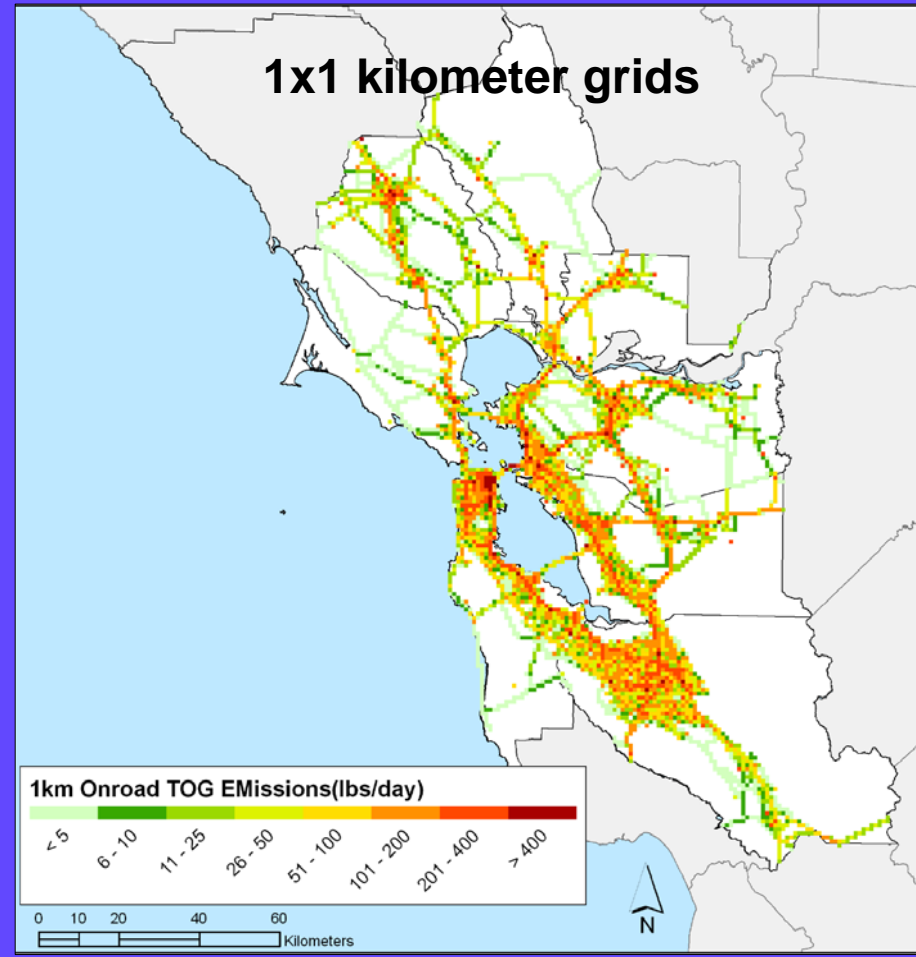 1x1 kilometer grids
1km Onroad TOG EMissions(lbs/day)
< 5
6 - 10
11 - 25
26 - 50
51 - 100
101 - 200
201 - 400
> 400
0 10 20 40 60
Kilometers
N